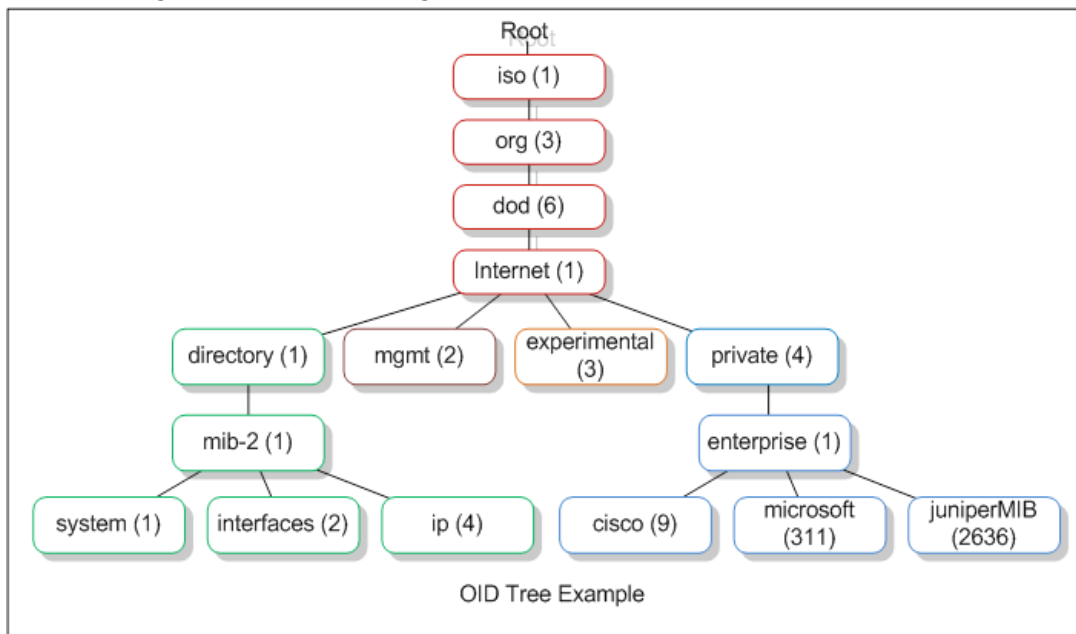 Root
iso (1)
org (3)
dod (6)
Internet (1)
directory (1)
mgmt (2)
experimental
(3)
private (4)
mib-2 (1)
enterprise (1)
system (1)
interfaces (2)
ip (4)
cisco (9)
microsoft
(311)
juniperMIB
(2636)
OID Tree Example